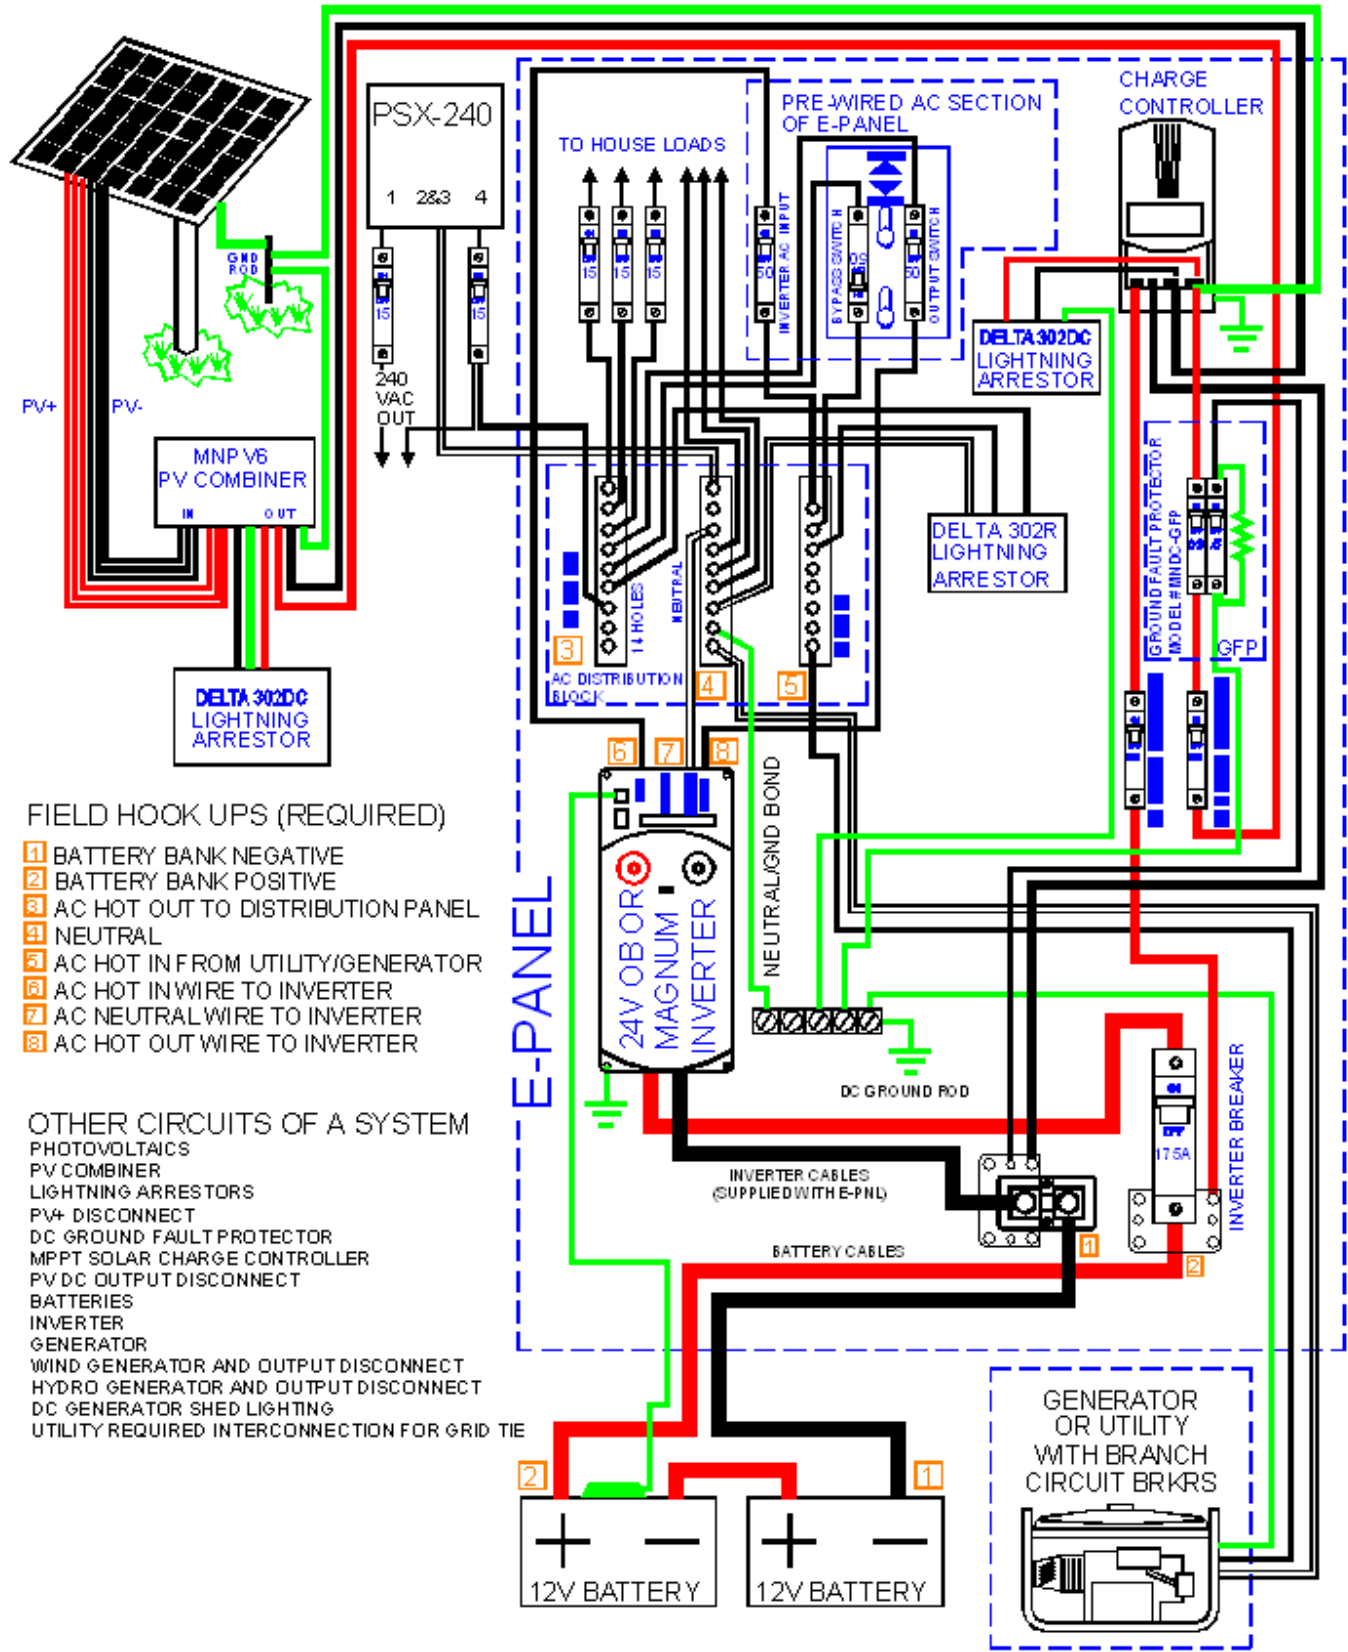 PSX-240
1 2&3 4
15
15
240
VAC
OUT
GND
ROD
PV+
PV-
MNPV6
PV COMBINER
IN OUT
DELTA 302DC
LIGHTNING
ARRESTOR
TO HOUSE LOADS
15
15
15
PRE-WIRED AC SECTION
OF E-PANEL
50
INVERTER AC INPUT
BYPASS SWITCH
50
OUTPUT SWITCH
CHARGE
CONTROLLER
DELTA 302DC
LIGHTNING
ARRESTOR
DELTA 302R
LIGHTNING
ARRESTOR
GROUND FAULT PROTECTOR
MODEL # MNDC-GFP
GFP
14 HOLES
NEUTRAL
3
4
5
AC DISTRIBUTION
BLOCK
6
7
8
24V OBOR
MAGNUM
INVERTER
NEUTRAL/GND BOND
E-PANEL
DC GROUND ROD
OFF
175A
INVERTER BREAKER
INVERTER CABLES
(SUPPLIED WITH E-PNL)
BATTERY CABLES
1
2
FIELD HOOK UPS (REQUIRED)
1 BATTERY BANK NEGATIVE
2 BATTERY BANK POSITIVE
3 AC HOT OUT TO DISTRIBUTION PANEL
4 NEUTRAL
5 AC HOT IN FROM UTILITY/GENERATOR
6 AC HOT IN WIRE TO INVERTER
7 AC NEUTRAL WIRE TO INVERTER
8 AC HOT OUT WIRE TO INVERTER
OTHER CIRCUITS OF A SYSTEM
PHOTOVOLTAICS
PV COMBINER
LIGHTNING ARRESTORS
PV+ DISCONNECT
DC GROUND FAULT PROTECTOR
MPPT SOLAR CHARGE CONTROLLER
PV DC OUTPUT DISCONNECT
BATTERIES
INVERTER
GENERATOR
WIND GENERATOR AND OUTPUT DISCONNECT
HYDRO GENERATOR AND OUTPUT DISCONNECT
DC GENERATOR SHED LIGHTING
UTILITY REQUIRED INTERCONNECTION FOR GRID TIE
2
1
12V BATTERY
12V BATTERY
GENERATOR
OR UTILITY
WITH BRANCH
CIRCUIT BRKRS